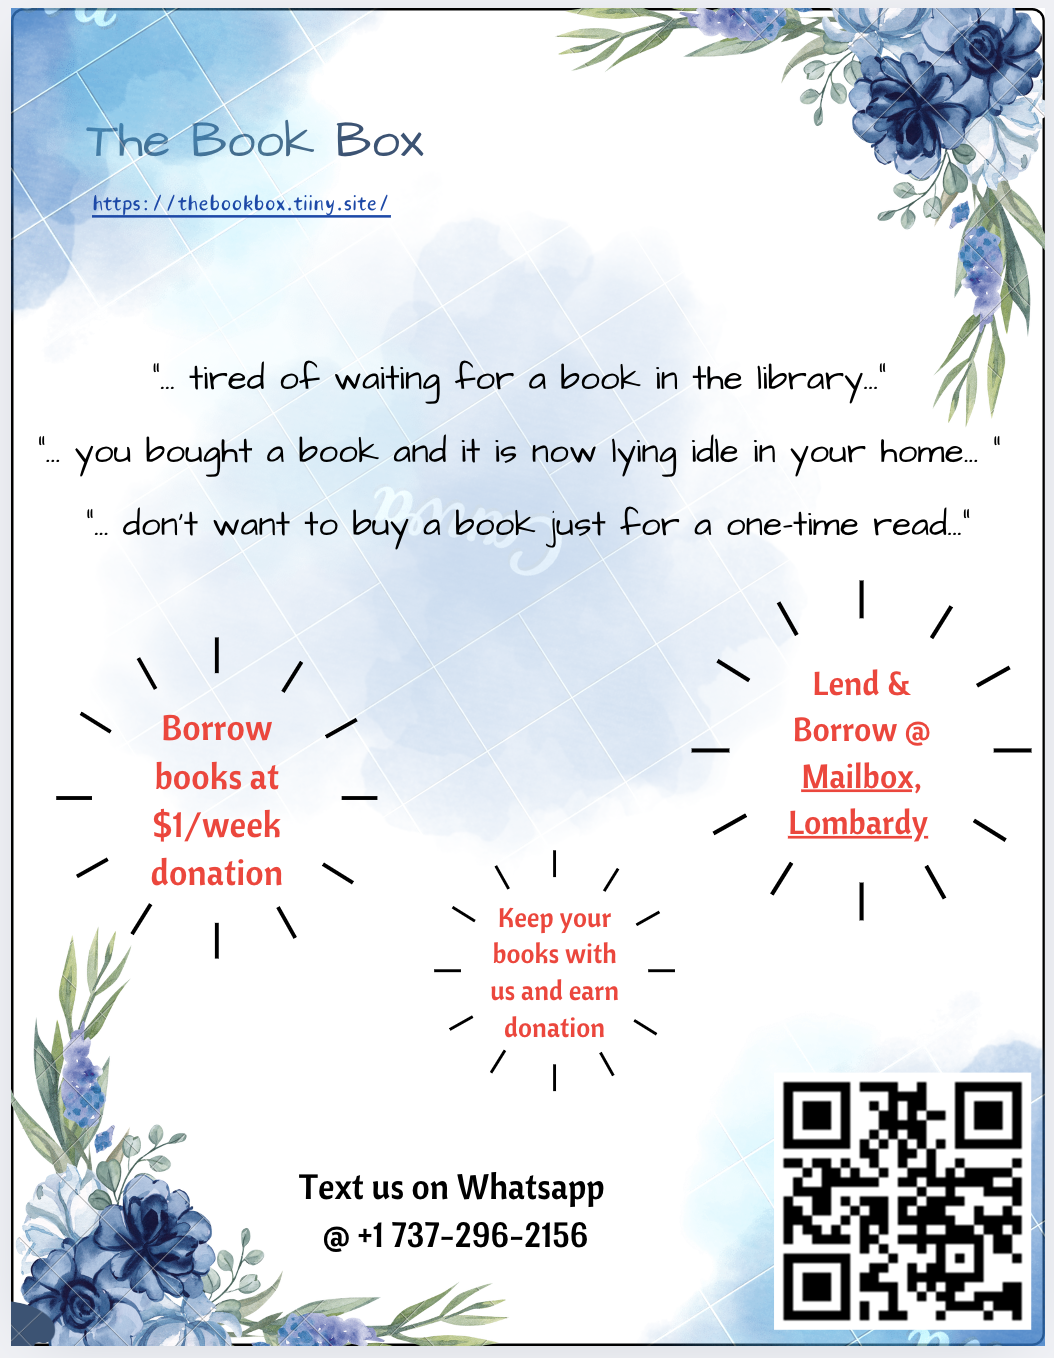 The Book Box
https://thebookbox.tiiny.site/
"... tired of waiting for a book in the library..."
"... you bought a book and it is now lying idle in your home... "
"... don't want to buy a book just for a one-time read..."
Canva
Borrow
books at
$1/week
donation
Lend &
Borrow @
Mailbox,
Lombardy
Keep your
books with
us and earn
donation
Text us on Whatsapp
@ +1 737-296-2156